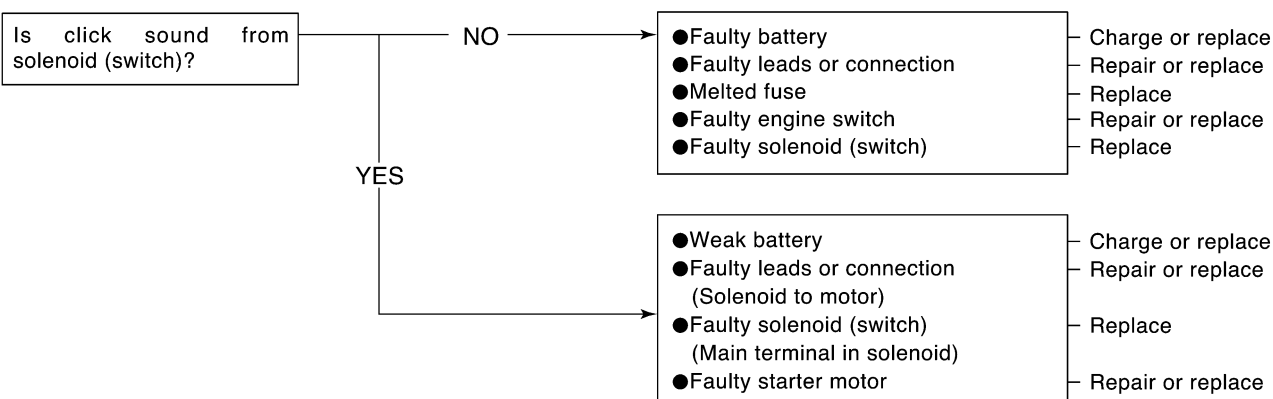 Is click sound from
solenoid (switch)?
NO
●Faulty battery
Charge or replace
●Faulty leads or connection
Repair or replace
●Melted fuse
Replace
●Faulty engine switch
Repair or replace
●Faulty solenoid (switch)
Replace
YES
●Weak battery
Charge or replace
●Faulty leads or connection
Repair or replace
(Solenoid to motor)
●Faulty solenoid (switch)
Replace
(Main terminal in solenoid)
●Faulty starter motor
Repair or replace